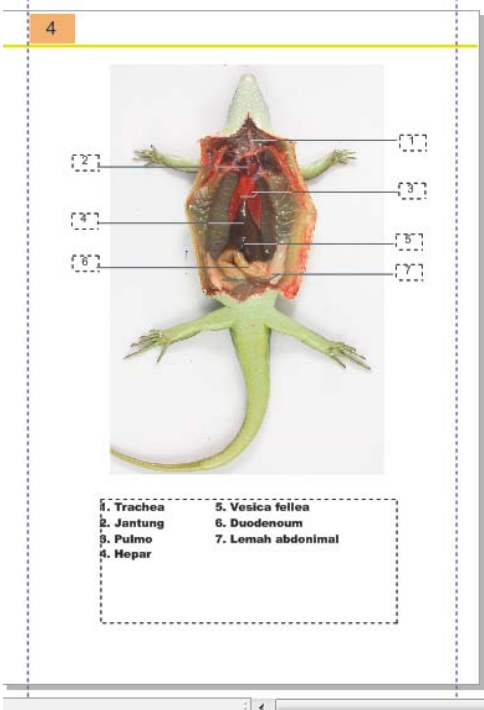 4
1
2
3
4
5
6
7
1. Trachea
2. Jantung
3. Pulmo
4. Hepar
5. Vesica fellea
6. Duodenoum
7. Lemah abdonimal